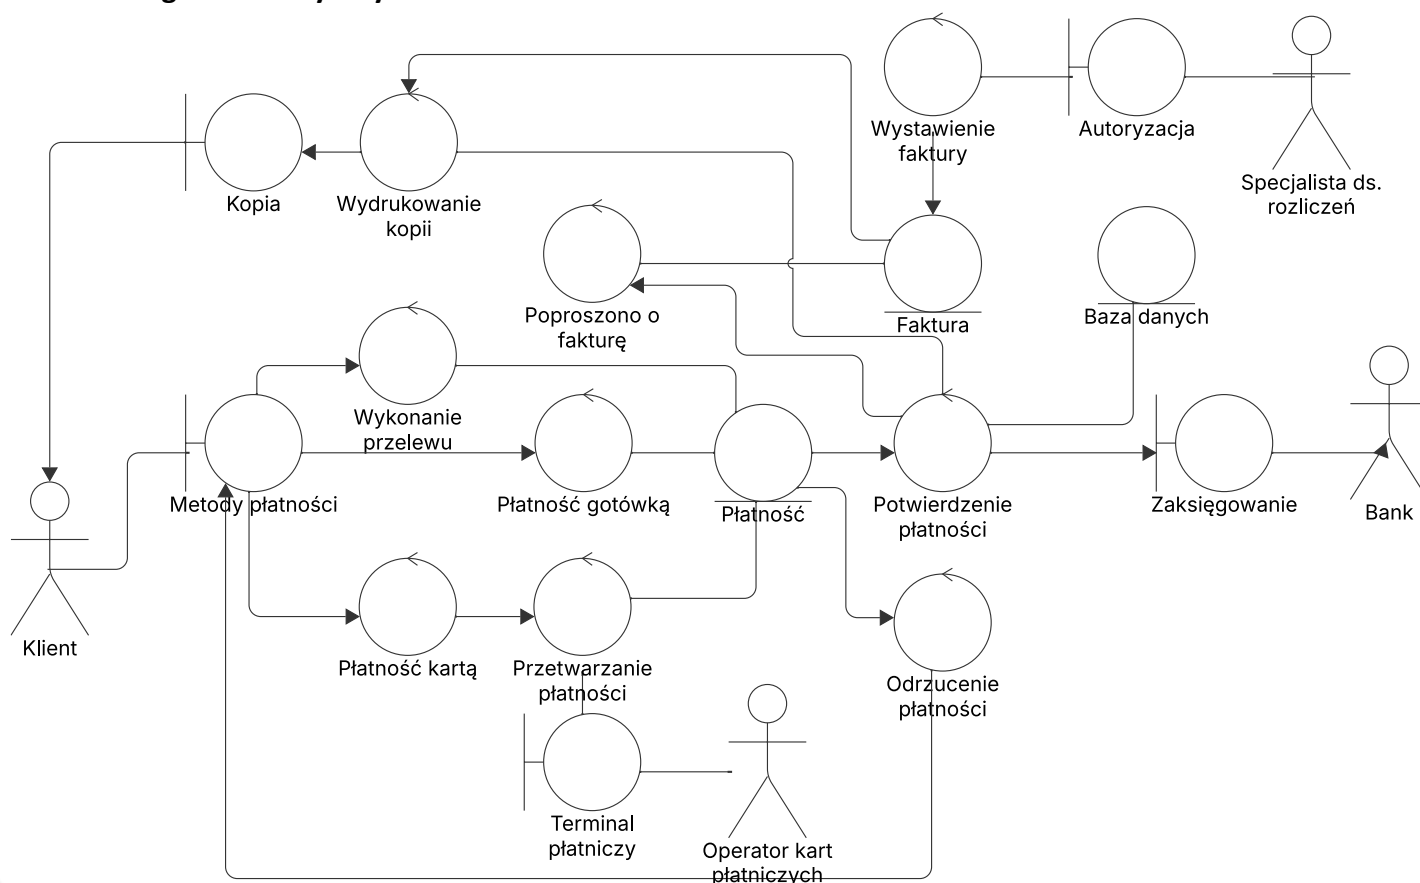 Wystawienie
faktury
Autoryzacja
Specjalista ds.
rozliczeń
Kopia
Wydrukowanie
kopii
Poproszono o
fakturę
Faktura
Baza danych
Wykonanie
przelewu
Metody płatności
Płatność gotówką
Płatność
Potwierdzenie
płatności
Zaksięgowanie
Bank
Klient
Płatność kartą
Przetwarzanie
płatności
Odrzucenie
płatności
Terminal
płatniczy
Operator kart
płatniczych